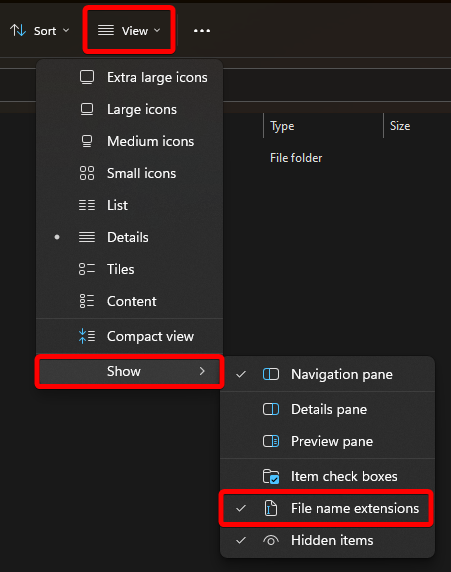 Sort View ...
Extra large icons
Large icons
Type Size
Medium icons
File folder
Small icons
List
Details
Tiles
Content
Compact view
Show
Navigation pane
Details pane
Preview pane
Item check boxes
File name extensions
Hidden items